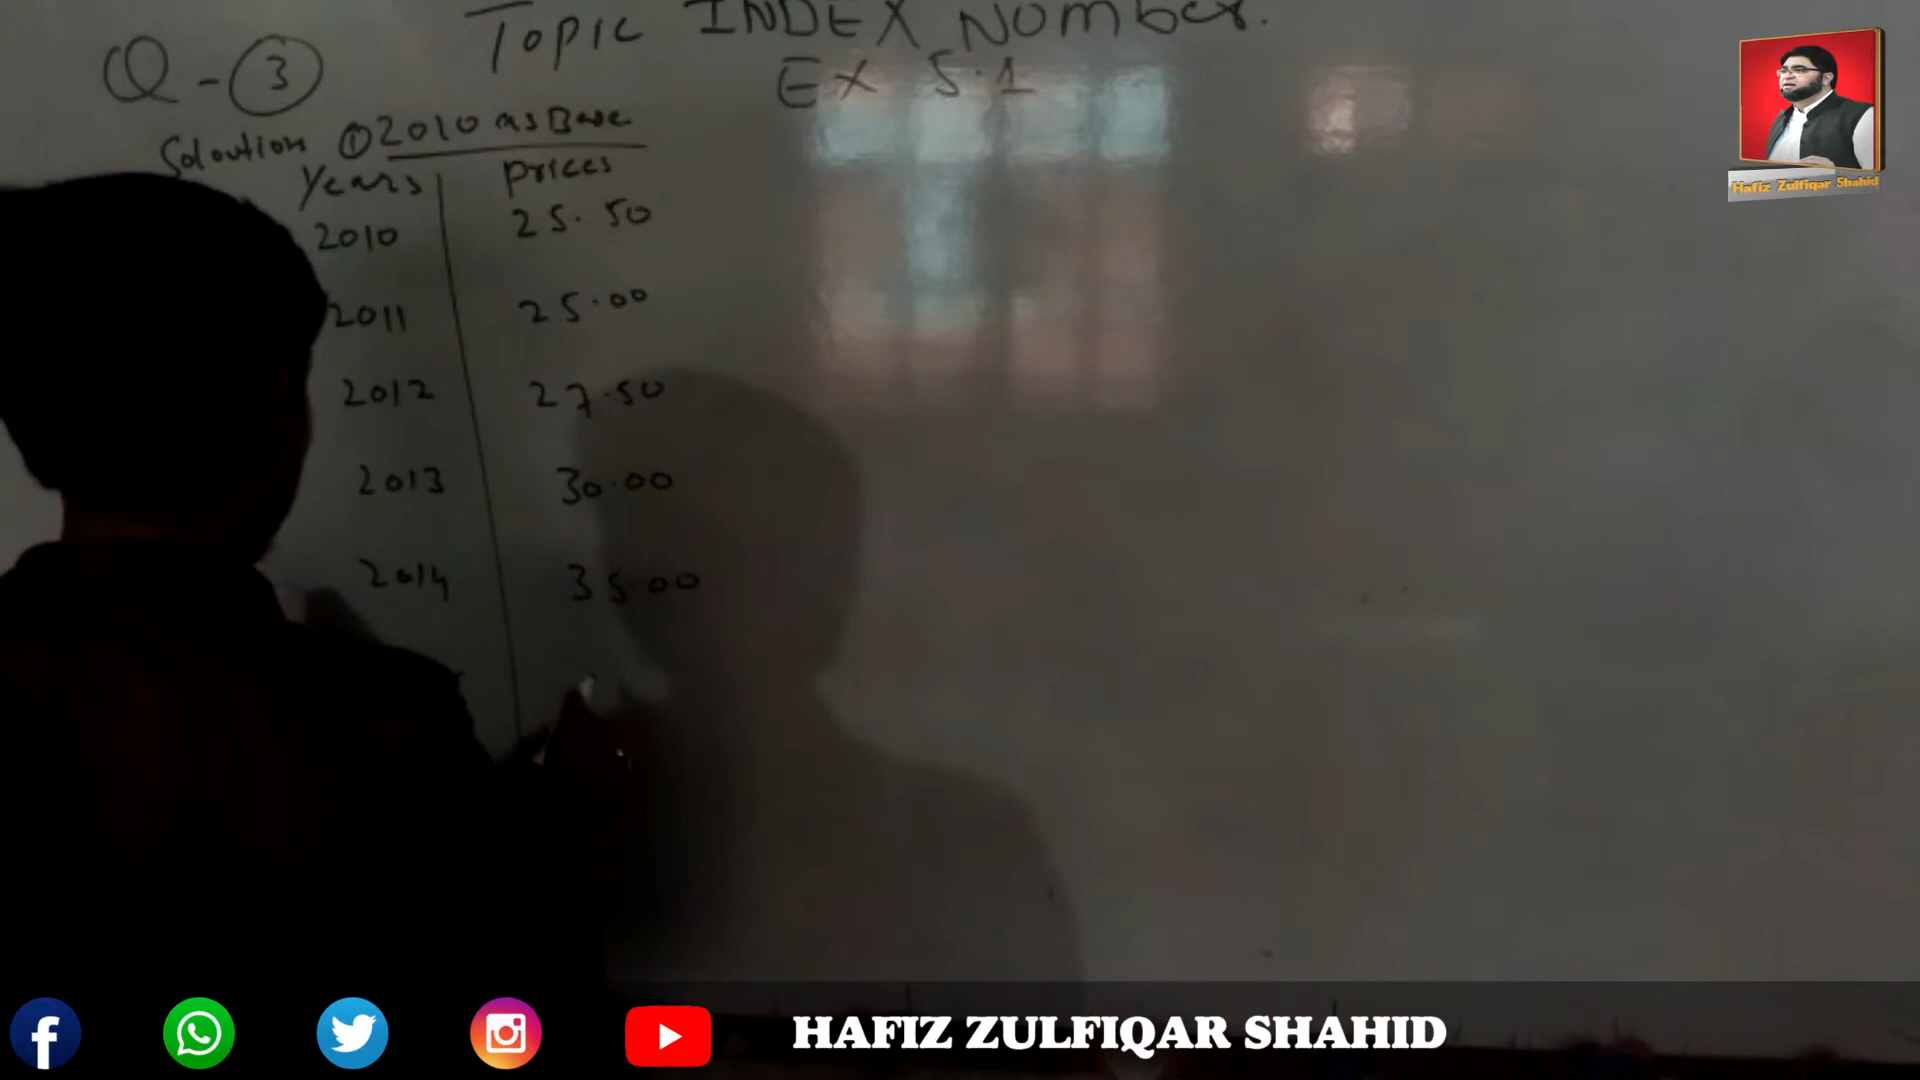 Topic INDEX Number.
Q-3
EX 5.1
Soloution ① 2010 as Base
Years prices
2010 25.50
2011 25.00
2012 27.50
2013 30.00
2014 35.00
Hafiz Zulfiqar Shahid
HAFIZ ZULFIQAR SHAHID